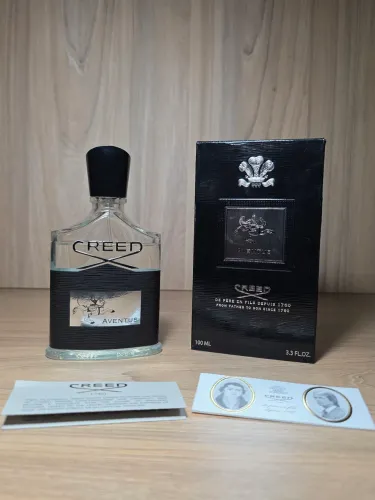 CREED
AVENTUS
AVENTUS
CREED
DE PÈRE EN FILS DEPUIS 1760
FROM FATHER TO SON SINCE 1760
100 ML
3.3 FL.OZ.
CREED
CREED